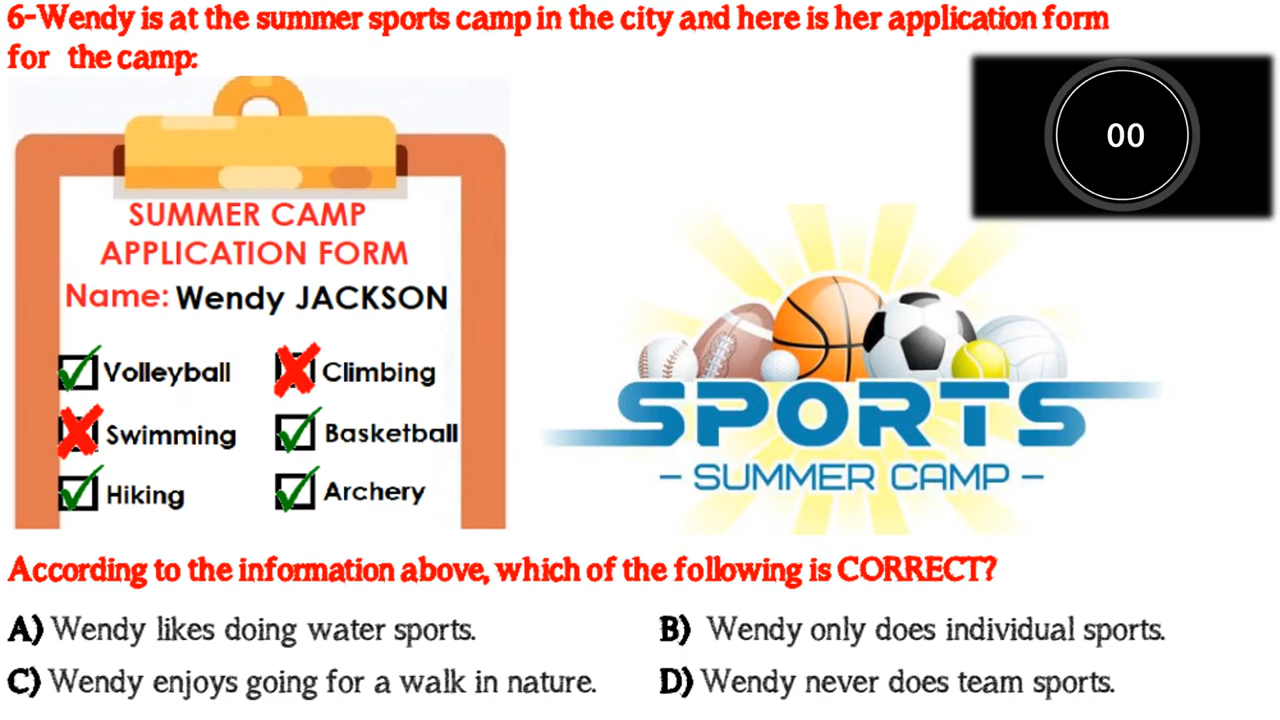 6-Wendy is at the summer sports camp in the city and here is her application form
for the camp:
00
SUMMER CAMP
APPLICATION FORM
Name: Wendy JACKSON
Volleyball
Climbing
Swimming
Basketball
Hiking
Archery
SPORTS
- SUMMER CAMP -
According to the information above, which of the following is CORRECT?
A) Wendy likes doing water sports.
B) Wendy only does individual sports.
C) Wendy enjoys going for a walk in nature.
D) Wendy never does team sports.